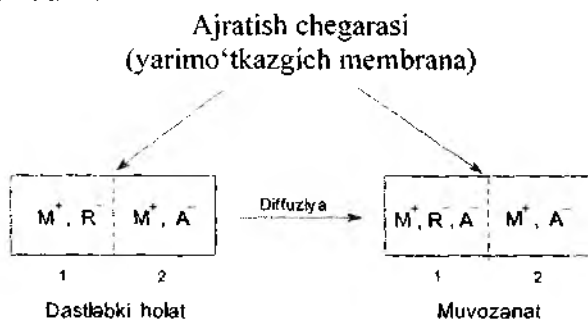 Ajratish chegarasi
(yarimo‘tkazgich membrana)
M⁺, R⁻ M⁺, A⁻
Diffuziya
M⁺, R⁻, A⁻ M⁺, A⁻
1 2 1 2
Dastlabki holat Muvozanat